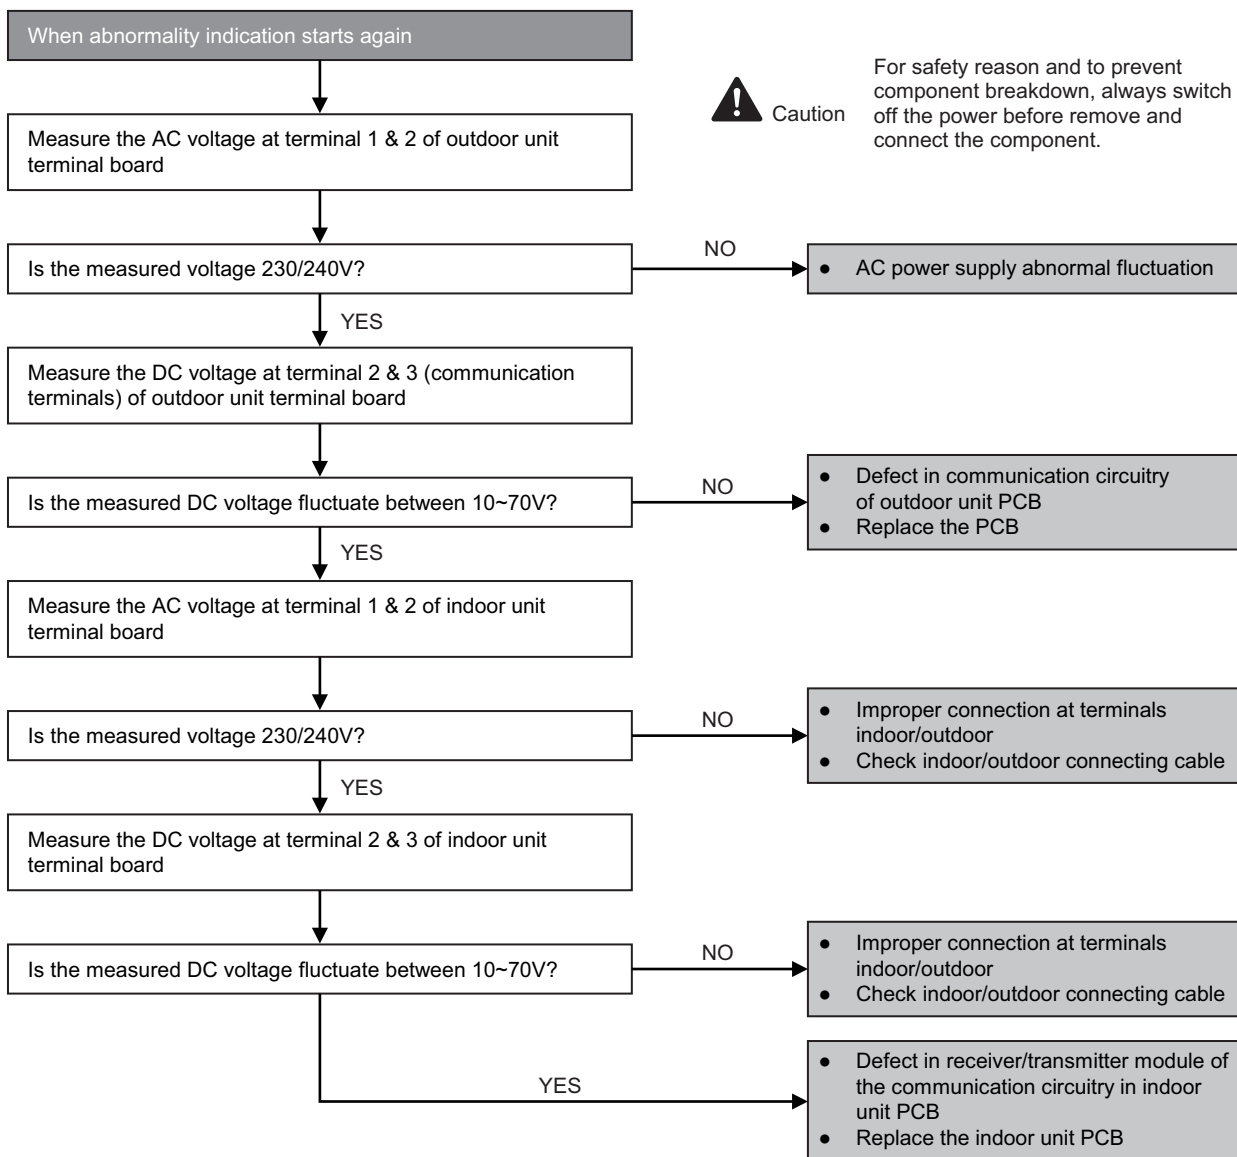 When abnormality indication starts again
Caution
For safety reason and to prevent
component breakdown, always switch
off the power before remove and
connect the component.
Measure the AC voltage at terminal 1 & 2 of outdoor unit
terminal board
Is the measured voltage 230/240V?
NO
● AC power supply abnormal fluctuation
YES
Measure the DC voltage at terminal 2 & 3 (communication
terminals) of outdoor unit terminal board
Is the measured DC voltage fluctuate between 10~70V?
NO
● Defect in communication circuitry
of outdoor unit PCB
● Replace the PCB
YES
Measure the AC voltage at terminal 1 & 2 of indoor unit
terminal board
Is the measured voltage 230/240V?
NO
● Improper connection at terminals
indoor/outdoor
● Check indoor/outdoor connecting cable
YES
Measure the DC voltage at terminal 2 & 3 of indoor unit
terminal board
Is the measured DC voltage fluctuate between 10~70V?
NO
● Improper connection at terminals
indoor/outdoor
● Check indoor/outdoor connecting cable
YES
● Defect in receiver/transmitter module of
the communication circuitry in indoor
unit PCB
● Replace the indoor unit PCB